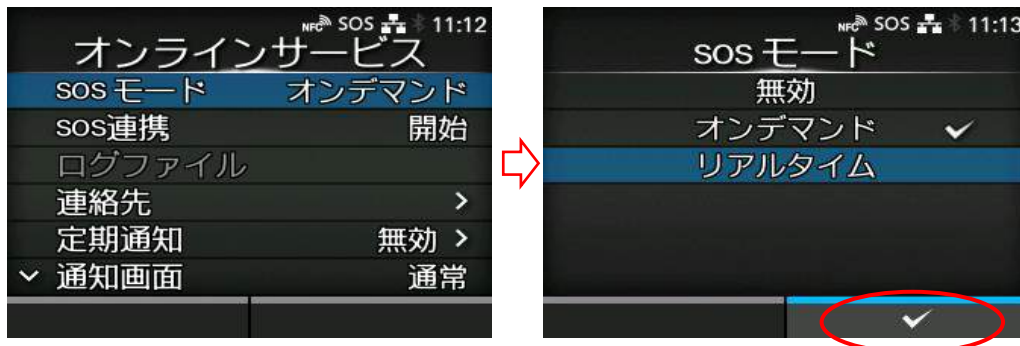 NFC SOS 11:12
オンラインサービス
SOS モード オンデマンド
SOS連携 開始
ログファイル
連絡先
定期通知 無効
通知画面 通常
NFC SOS 11:13
SOS モード
無効
オンデマンド
リアルタイム